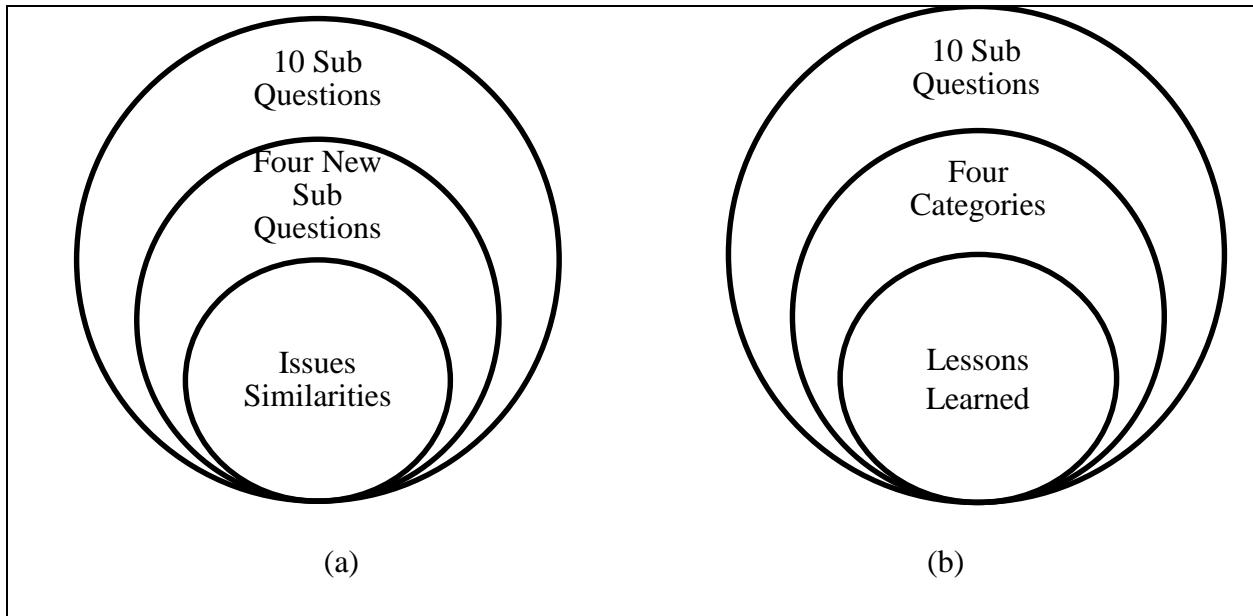 10 Sub
Questions
Four New
Sub
Questions
Issues
Similarities
(a)
10 Sub
Questions
Four
Categories
Lessons
Learned
(b)